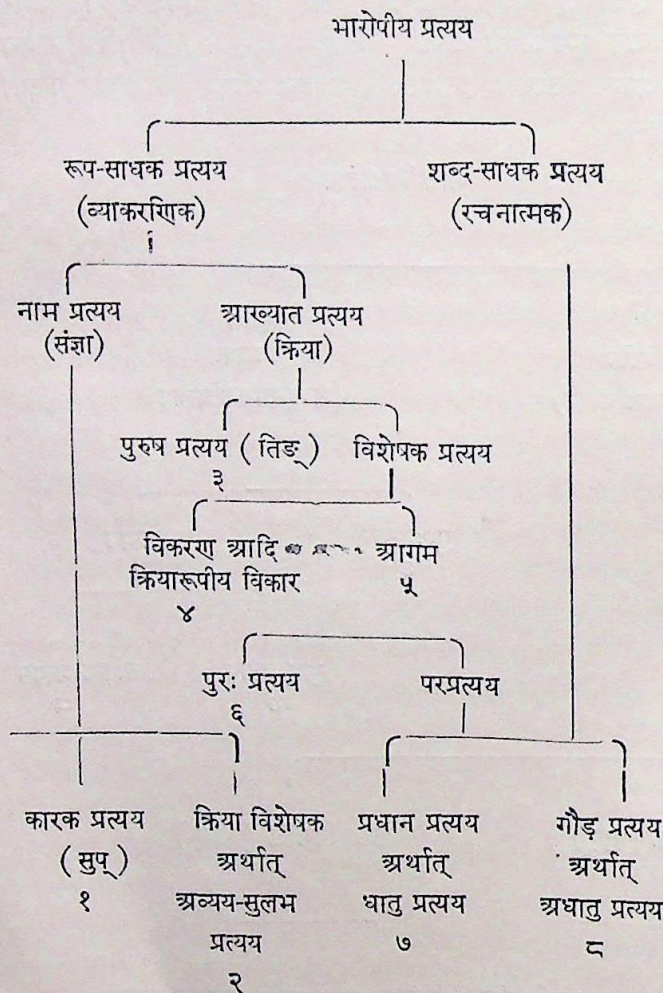 भारोपीय प्रत्यय
रूप-साधक प्रत्यय शब्द-साधक प्रत्यय
(व्याकरणिक) (रचनात्मक)
नाम प्रत्यय आख्यात प्रत्यय
(संज्ञा) (क्रिया)
पुरुष प्रत्यय ( तिङ् ) विशेषक प्रत्यय
३
विकरण आदि आगम
क्रियारूपीय विकार ५
४
पुरः प्रत्यय परप्रत्यय
६
कारक प्रत्यय क्रिया विशेषक प्रधान प्रत्यय गौड़ प्रत्यय
( सुप् ) अर्थात् अर्थात् अर्थात्
१ अव्यय-सुलभ धातु प्रत्यय अधातु प्रत्यय
प्रत्यय ७ ८
२